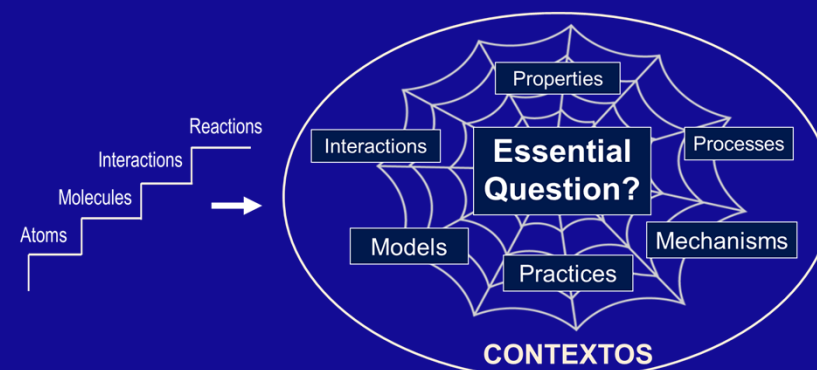 Reactions
Interactions
Molecules
Atoms
Properties
Interactions
Essential
Question?
Processes
Models
Mechanisms
Practices
CONTEXTOS